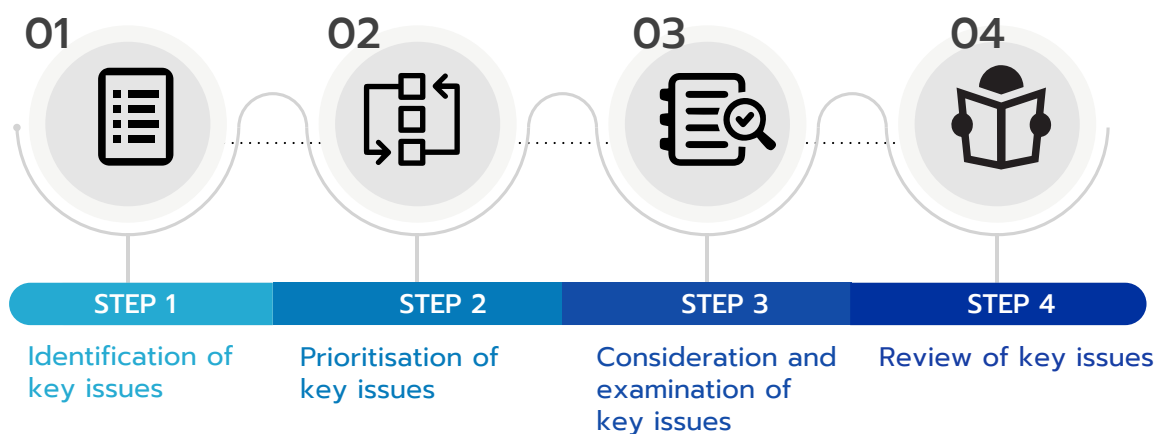 01
02
03
04
STEP 1
STEP 2
STEP 3
STEP 4
Identification of
key issues
Prioritisation of
key issues
Consideration and
examination of
key issues
Review of key issues